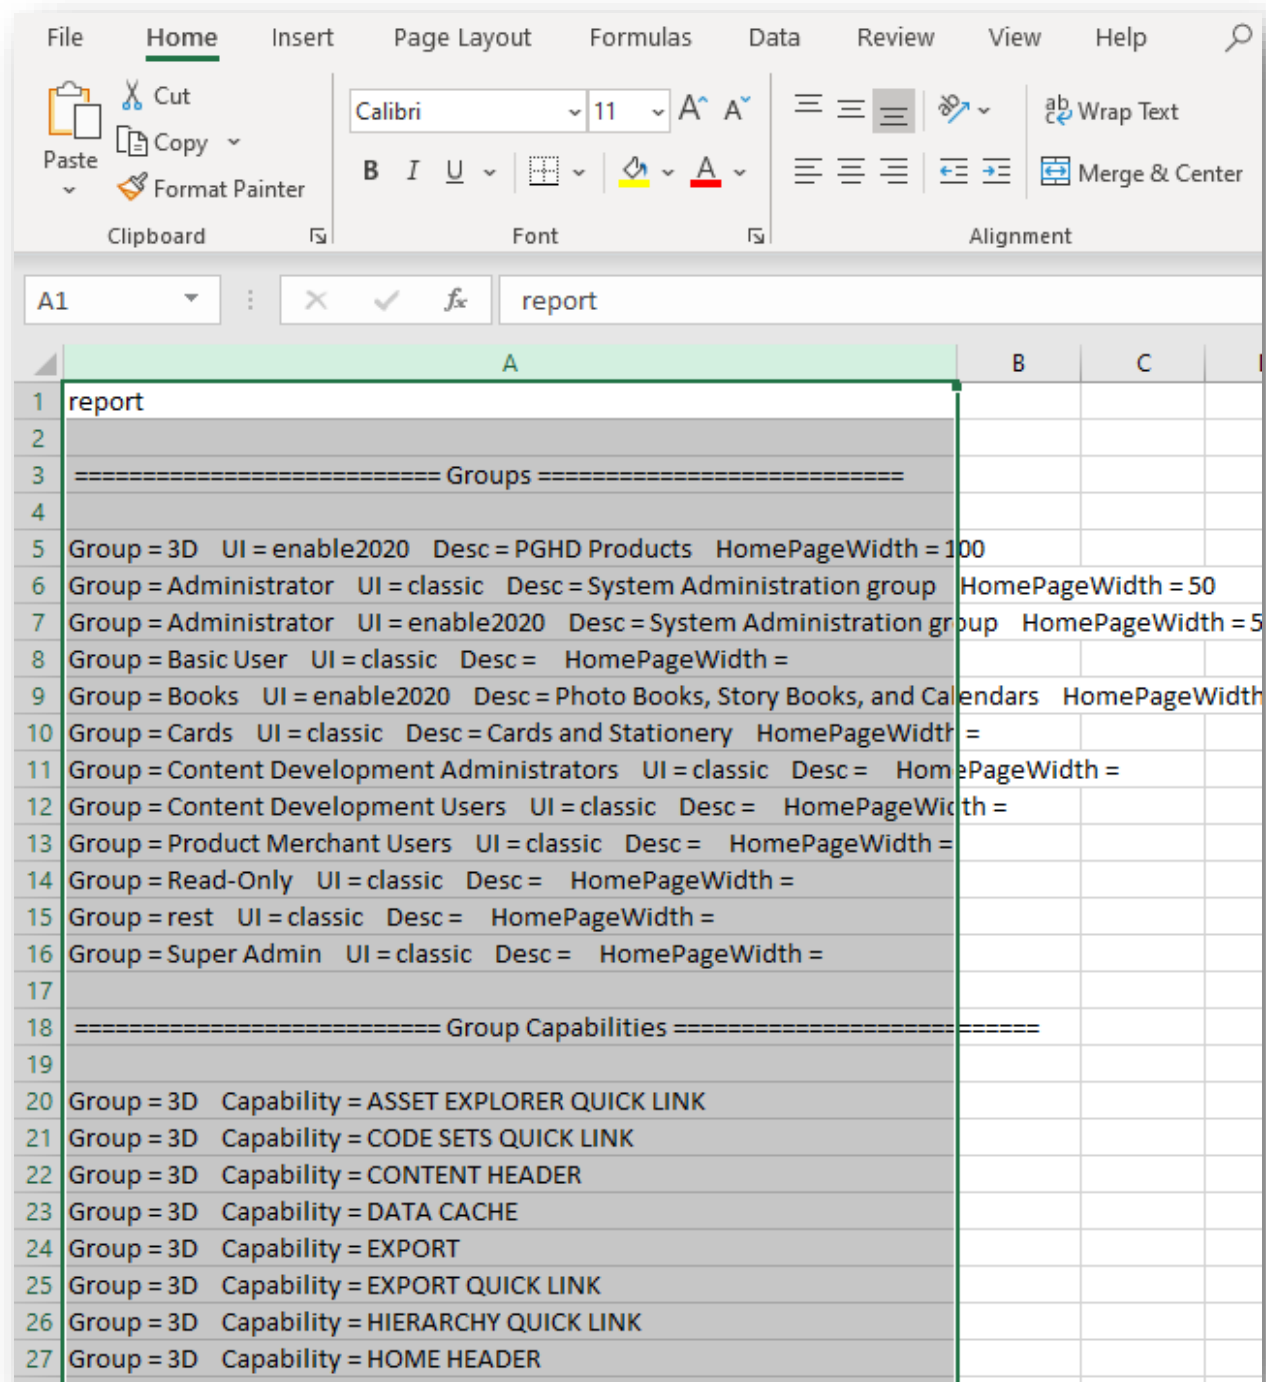 File Home Insert Page Layout Formulas Data Review View Help
Cut
Calibri 11 A A ab Wrap Text
Copy
Paste B I U A Merge & Center
Format Painter
Clipboard Font Alignment
A1 fx report
A B C
1 report
2
3 =========================== Groups ===========================
4
5 Group = 3D UI = enable2020 Desc = PGHD Products HomePageWidth = 100
6 Group = Administrator UI = classic Desc = System Administration group HomePageWidth = 50
7 Group = Administrator UI = enable2020 Desc = System Administration group HomePageWidth = 5
8 Group = Basic User UI = classic Desc = HomePageWidth =
9 Group = Books UI = enable2020 Desc = Photo Books, Story Books, and Calendars HomePageWidth
10 Group = Cards UI = classic Desc = Cards and Stationery HomePageWidth =
11 Group = Content Development Administrators UI = classic Desc = HomePageWidth =
12 Group = Content Development Users UI = classic Desc = HomePageWidth =
13 Group = Product Merchant Users UI = classic Desc = HomePageWidth =
14 Group = Read-Only UI = classic Desc = HomePageWidth =
15 Group = rest UI = classic Desc = HomePageWidth =
16 Group = Super Admin UI = classic Desc = HomePageWidth =
17
18 =========================== Group Capabilities ===========================
19
20 Group = 3D Capability = ASSET EXPLORER QUICK LINK
21 Group = 3D Capability = CODE SETS QUICK LINK
22 Group = 3D Capability = CONTENT HEADER
23 Group = 3D Capability = DATA CACHE
24 Group = 3D Capability = EXPORT
25 Group = 3D Capability = EXPORT QUICK LINK
26 Group = 3D Capability = HIERARCHY QUICK LINK
27 Group = 3D Capability = HOME HEADER